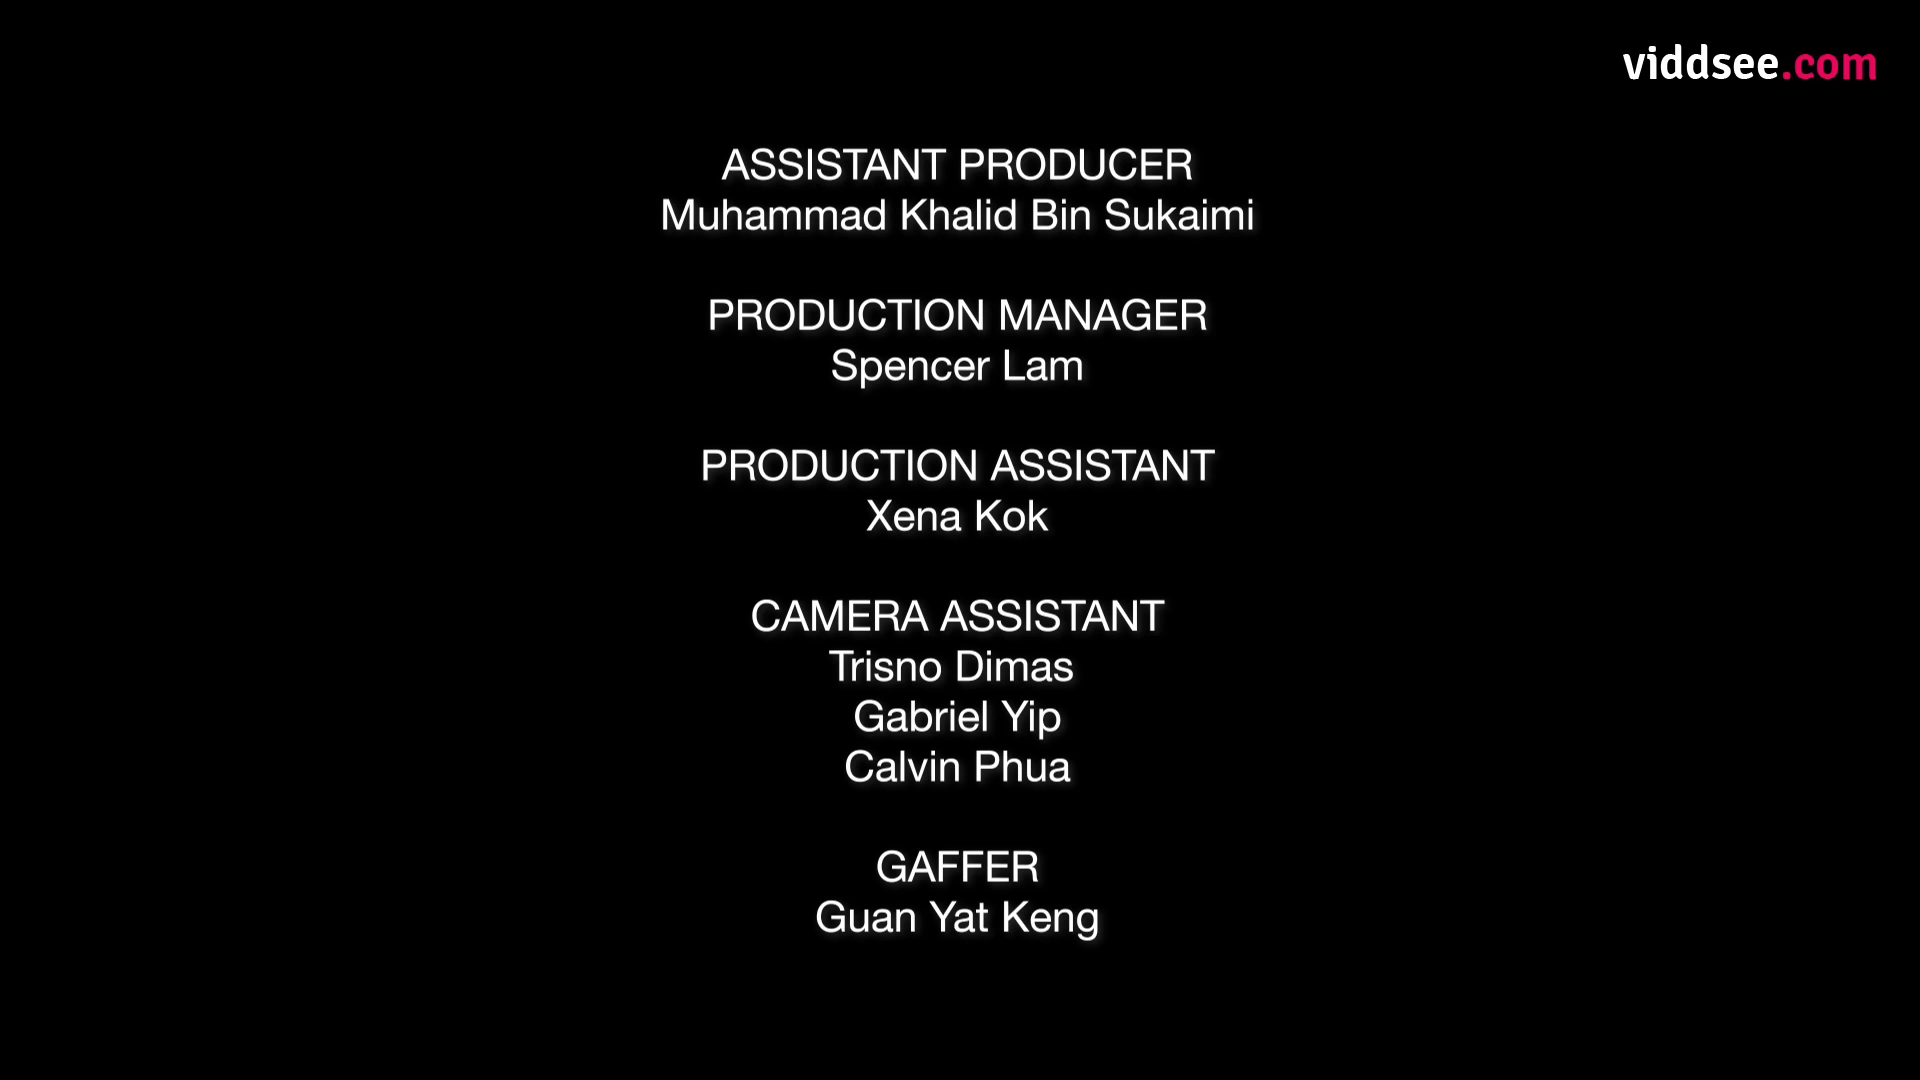 viddsee.com
ASSISTANT PRODUCER
Muhammad Khalid Bin Sukaimi
PRODUCTION MANAGER
Spencer Lam
PRODUCTION ASSISTANT
Xena Kok
CAMERA ASSISTANT
Trisno Dimas
Gabriel Yip
Calvin Phua
GAFFER
Guan Yat Keng